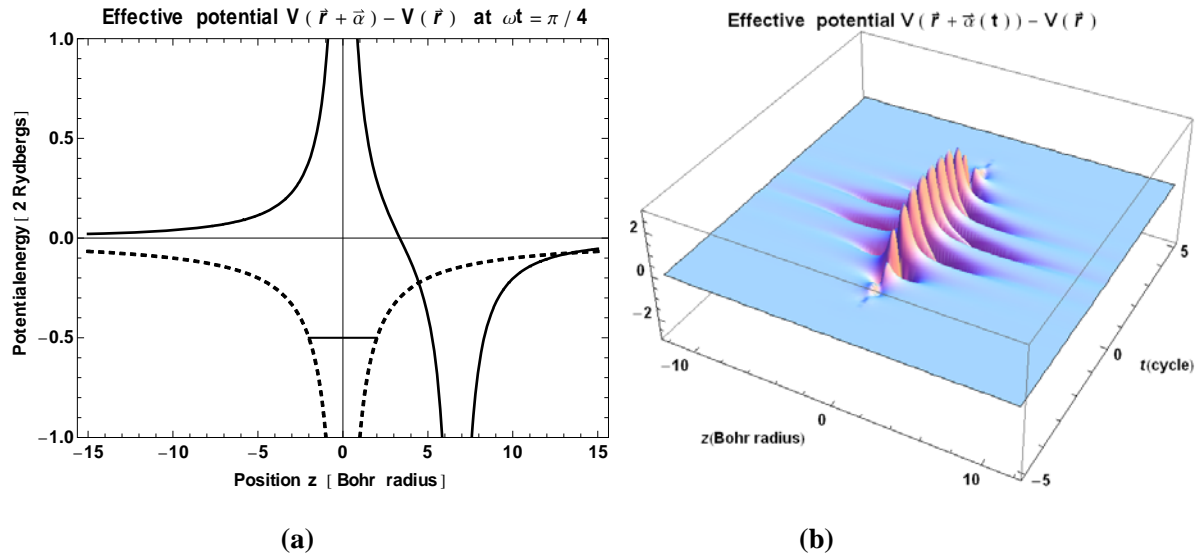 Effective potential V ( r⃗ + α⃗ ) – V ( r⃗ ) at ωt = π / 4
1.0
0.5
0.0
−0.5
−1.0
−15
−10
−5
0
5
10
15
Potentialenergy [ 2 Rydbergs]
Position z [ Bohr radius ]
(a)
Effective potential V ( r⃗ + α⃗ ( t ) ) – V ( r⃗ )
2
0
−2
−10
0
10
z(Bohr radius)
−5
0
5
t(cycle)
(b)